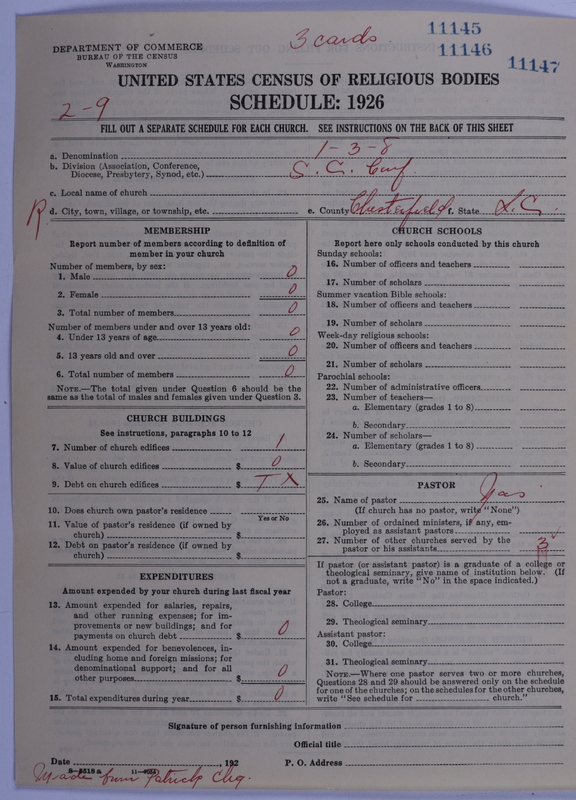 3 cards
11145
11146
11147
DEPARTMENT OF COMMERCE
BUREAU OF THE CENSUS
WASHINGTON
UNITED STATES CENSUS OF RELIGIOUS BODIES
SCHEDULE: 1926
2-9
FILL OUT A SEPARATE SCHEDULE FOR EACH CHURCH. SEE INSTRUCTIONS ON THE BACK OF THIS SHEET
a. Denomination 1-3-8
b. Division (Association, Conference,
Diocese, Presbytery, Synod, etc.) S. C. Conf.
c. Local name of church
R d. City, town, village, or township, etc. e. County Chesterfield f. State S.C.
MEMBERSHIP
Report number of members according to definition of
member in your church
Number of members, by sex:
1. Male 0
2. Female 0
3. Total number of members 0
Number of members under and over 13 years old:
4. Under 13 years of age 0
5. 13 years old and over 0
6. Total number of members 0
NOTE.—The total given under Question 6 should be the
same as the total of males and females given under Question 3.
CHURCH BUILDINGS
See instructions, paragraphs 10 to 12
7. Number of church edifices 1
8. Value of church edifices $ 0
9. Debt on church edifices $ T X
10. Does church own pastor's residence
Yes or No
11. Value of pastor's residence (if owned by
church) $
12. Debt on pastor's residence (if owned by
church) $
EXPENDITURES
Amount expended by your church during last fiscal year
13. Amount expended for salaries, repairs,
and other running expenses; for im-
provements or new buildings; and for
payments on church debt $ 0
14. Amount expended for benevolences, in-
cluding home and foreign missions; for
denominational support; and for all
other purposes $ 0
15. Total expenditures during year $ 0
CHURCH SCHOOLS
Report here only schools conducted by this church
Sunday schools:
16. Number of officers and teachers
17. Number of scholars
Summer vacation Bible schools:
18. Number of officers and teachers
19. Number of scholars
Week-day religious schools:
20. Number of officers and teachers
21. Number of scholars
Parochial schools:
22. Number of administrative officers
23. Number of teachers—
a. Elementary (grades 1 to 8)
b. Secondary
24. Number of scholars—
a. Elementary (grades 1 to 8)
b. Secondary
PASTOR
25. Name of pastor
(If church has no pastor, write "None")
26. Number of ordained ministers, if any, em-
ployed as assistant pastors
27. Number of other churches served by the
pastor or his assistants 3
If pastor (or assistant pastor) is a graduate of a college or
theological seminary, give name of institution below. (If
not a graduate, write "No" in the space indicated.)
Pastor:
28. College
29. Theological seminary
Assistant pastor:
30. College
31. Theological seminary
NOTE.—Where one pastor serves two or more churches,
Questions 28 and 29 should be answered only on the schedule
for one of the churches; on the schedules for the other churches,
write "See schedule for church."
Signature of person furnishing information
Official title
Date , 192 P. O. Address
8-5518a
Made from Patrick Chg.